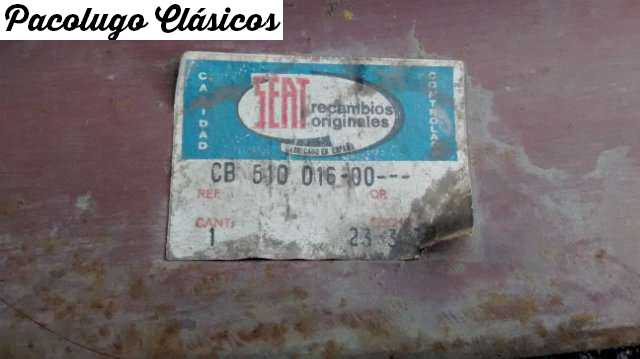 Pacolugo Clásicos
CALIDAD
SEAT
recambios
originales
FABRICADO EN ESPAÑA
CONTROLAD
CB 510 016-00---
REF. OR
CANT.
1 23 3